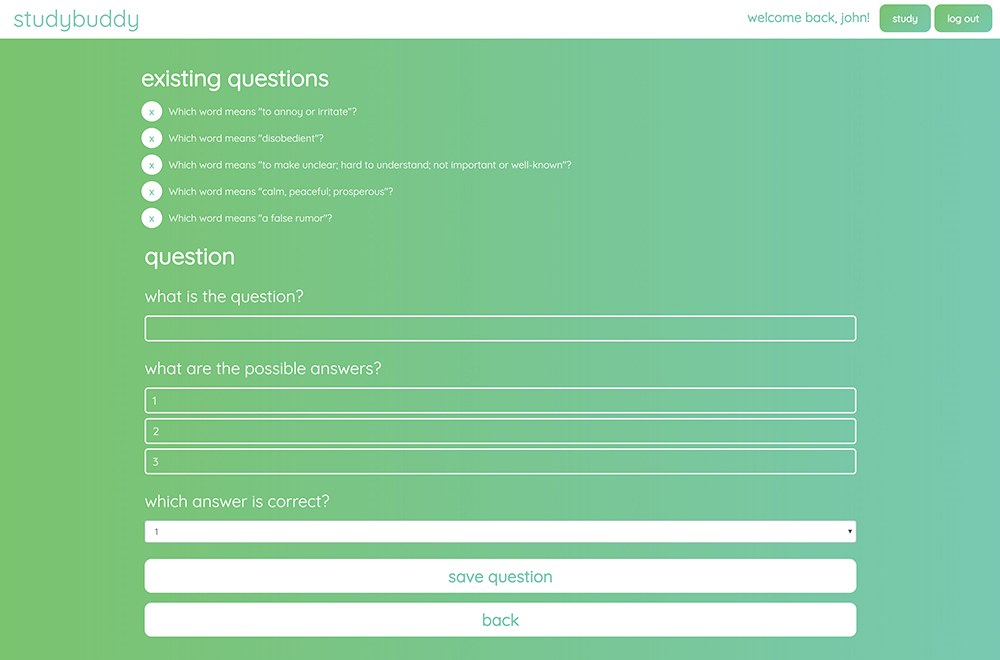 studybuddy
welcome back, john! study log out
existing questions
x Which word means "to annoy or irritate"?
x Which word means "disobedient"?
x Which word means "to make unclear; hard to understand; not important or well-known"?
x Which word means "calm, peaceful; prosperous"?
x Which word means "a false rumor"?
question
what is the question?
what are the possible answers?
1
2
3
which answer is correct?
1
save question
back